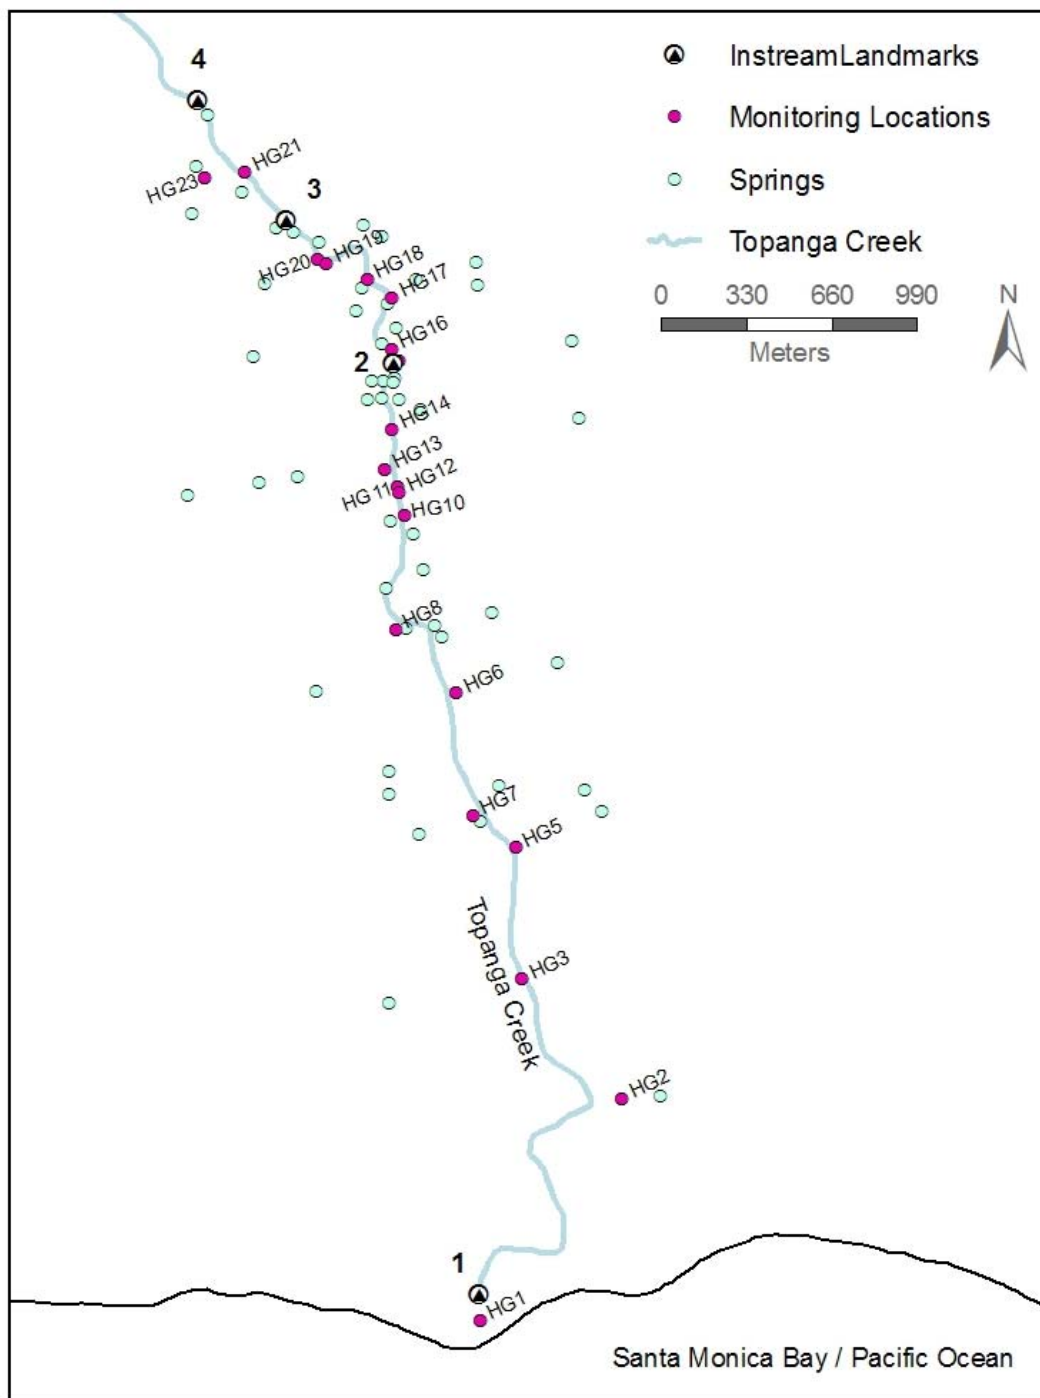 4
InstreamLandmarks
Monitoring Locations
Springs
Topanga Creek
0 330 660 990
Meters
N
HG21
HG23
3
HG19
HG20
HG18
HG17
HG16
2
HG14
HG13
HG12
HG11
HG10
HG8
HG6
HG7
HG5
Topanga Creek
HG3
HG2
1
HG1
Santa Monica Bay / Pacific Ocean